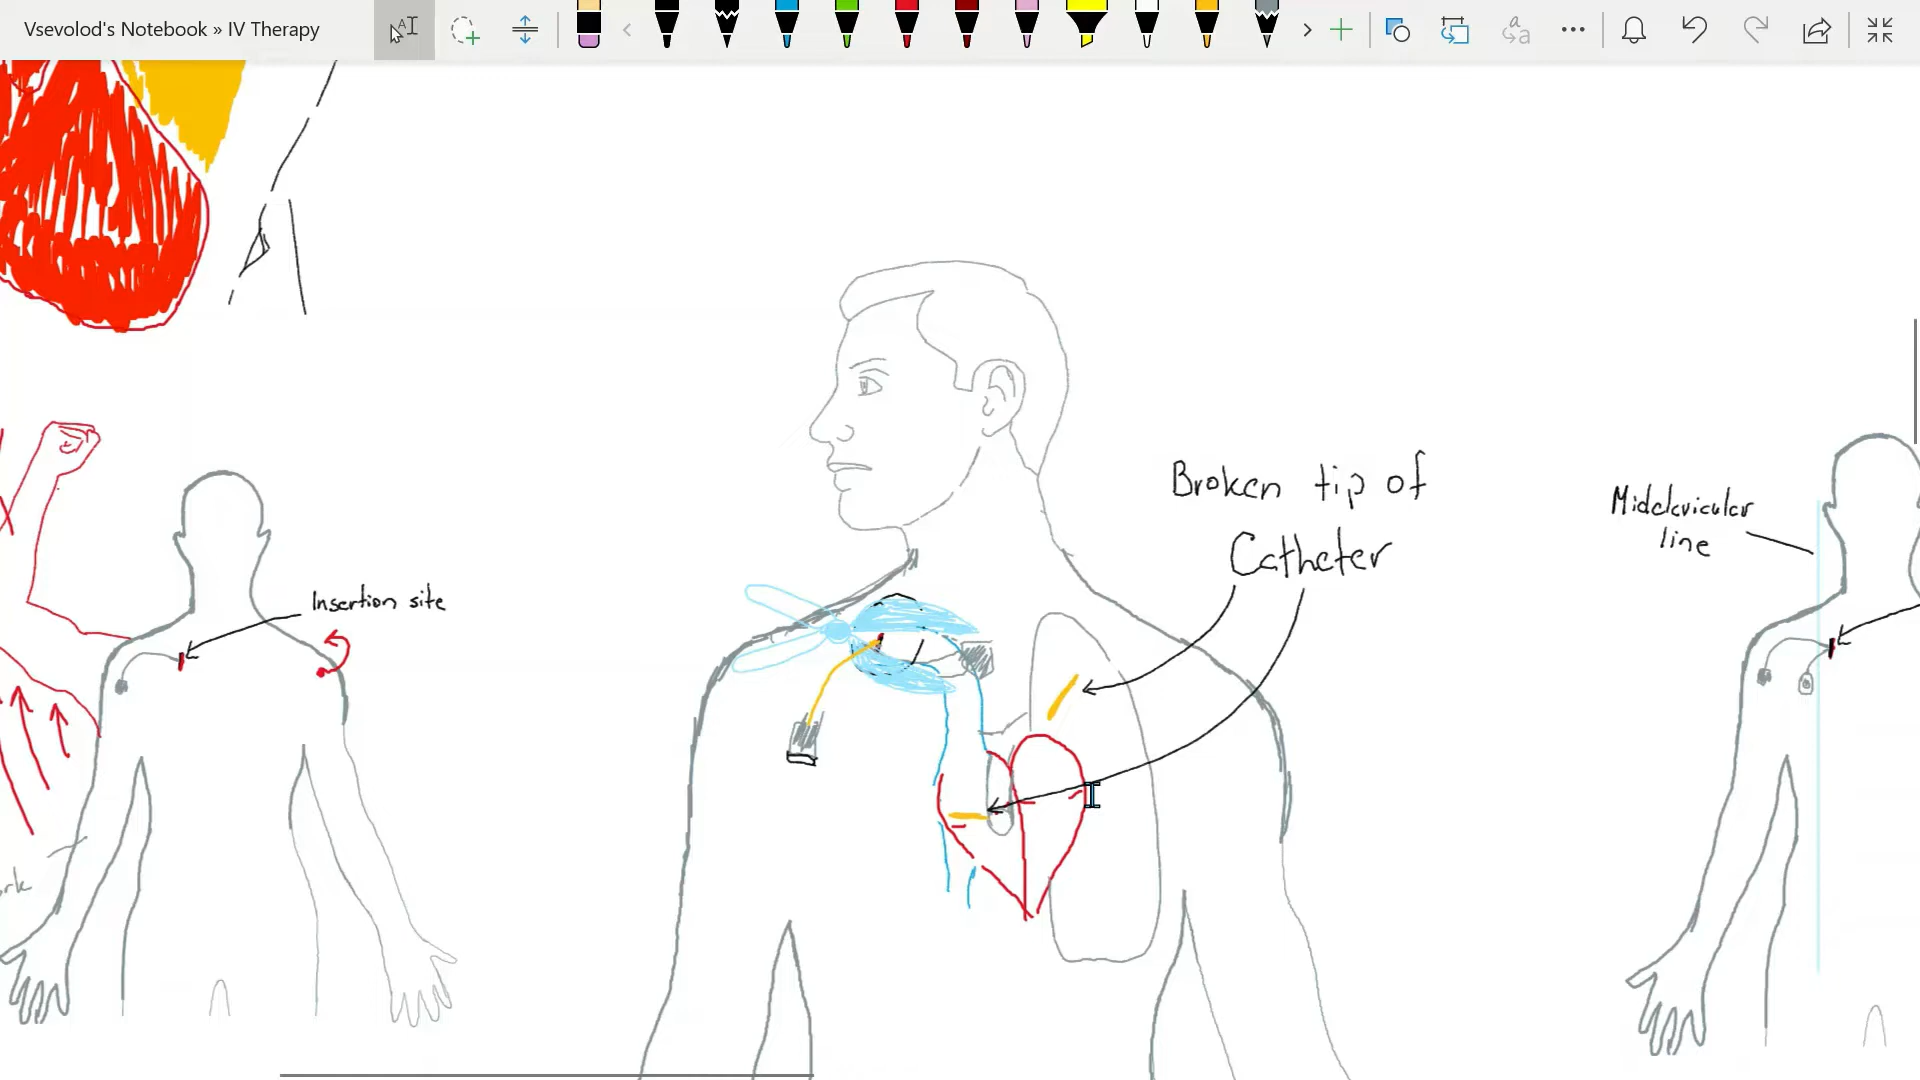 Vsevolod's Notebook » IV Therapy
Broken tip of
Catheter
Midclavicular
line
Insertion site